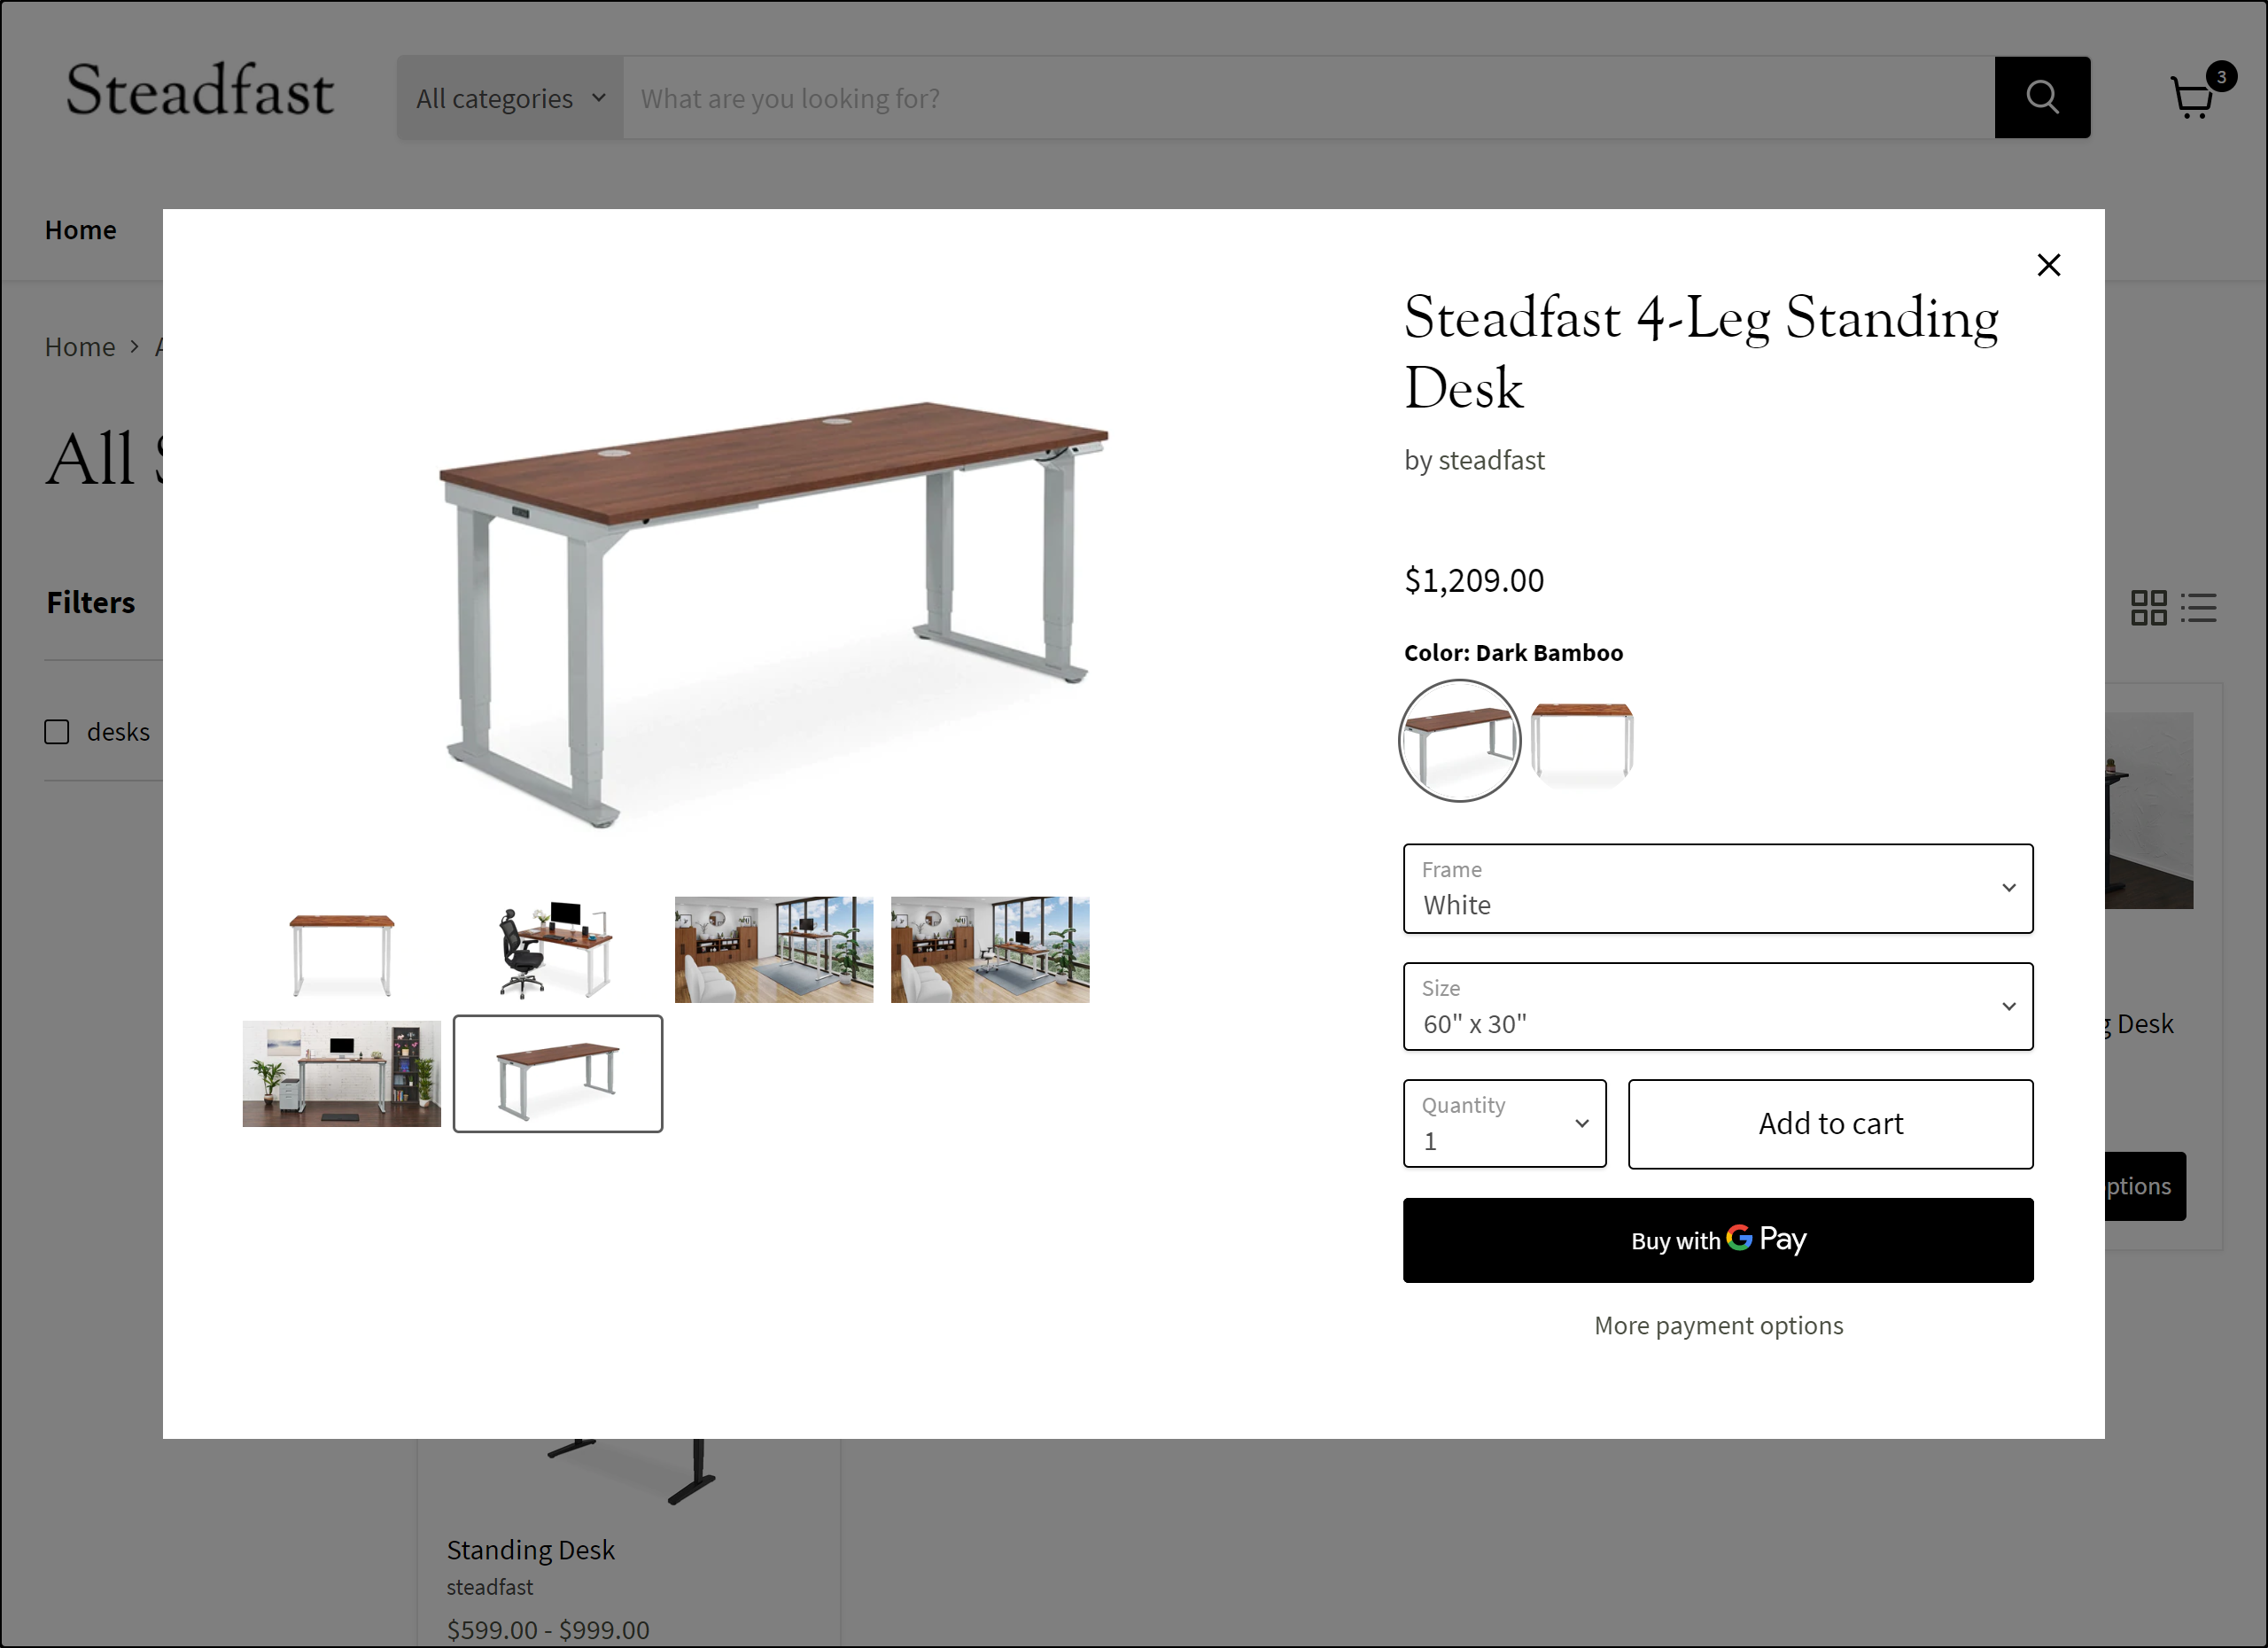 Steadfast
All categories
What are you looking for?
3
Home
Home
All
Filters
desks
Steadfast 4-Leg Standing
Desk
by steadfast
$1,209.00
Color: Dark Bamboo
Frame
White
Size
60" x 30"
Quantity
1
Add to cart
Buy with G Pay
More payment options
Desk
ptions
Standing Desk
steadfast
$599.00 - $999.00